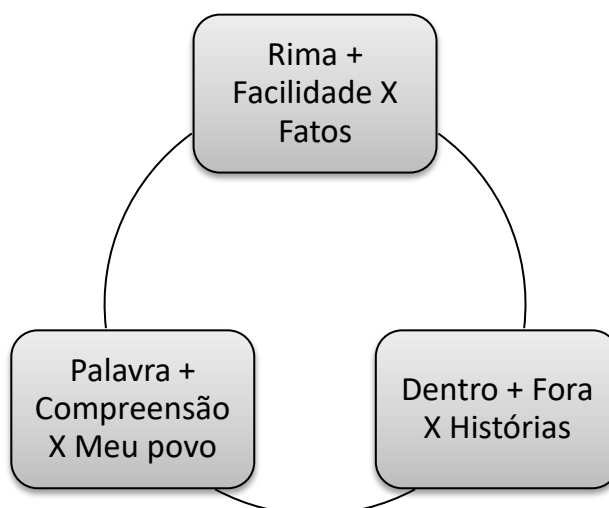 Rima +
Facilidade X
Fatos
Palavra +
Compreensão
X Meu povo
Dentro + Fora
X Histórias